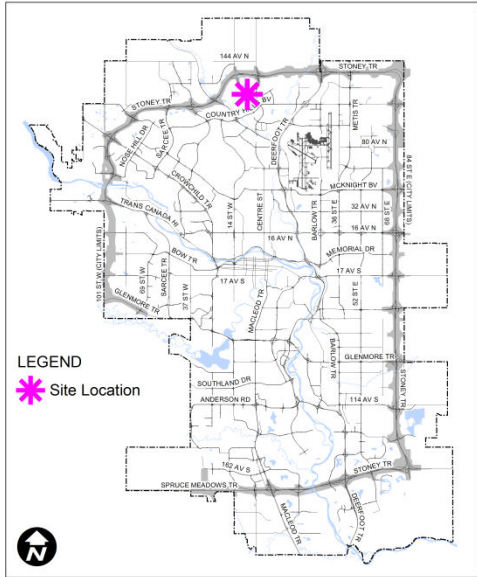 144 AV N
STONEY TR
STONEY TR
COUNTRY HILLS BV
NOSE HILL DR
SARCEE TR
DEERFOOT TR
METIS TR
80 AV N
CROWCHILD TR
14 ST W
CENTRE ST
BARLOW TR
36 ST E
MCKNIGHT BV
32 AV N
16 AV N
16 AV N
68 ST E
84 ST E (CITY LIMITS)
TRANS CANADA HI
BOW TR
MEMORIAL DR
17 AV S
17 AV S
101 ST W (CITY LIMITS)
69 ST W
SARCEE TR
37 ST W
GLENMORE TR
MACLEOD TR
52 ST E
BARLOW TR
GLENMORE TR
LEGEND
Site Location
SOUTHLAND DR
ANDERSON RD
114 AV S
STONEY TR
162 AV S
STONEY TR
SPRUCE MEADOWS TR
MACLEOD TR
DEERFOOT TR
N